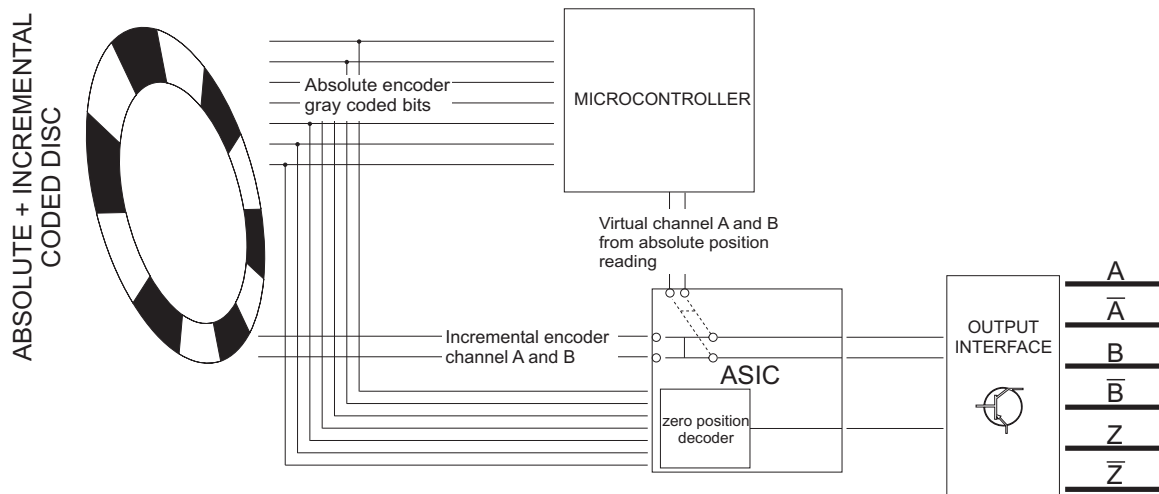 ABSOLUTE + INCREMENTAL
CODED DISC
Absolute encoder
gray coded bits
MICROCONTROLLER
Virtual channel A and B
from absolute position
reading
Incremental encoder
channel A and B
ASIC
zero position
decoder
OUTPUT
INTERFACE
A
A̅
B
B̅
Z
Z̅